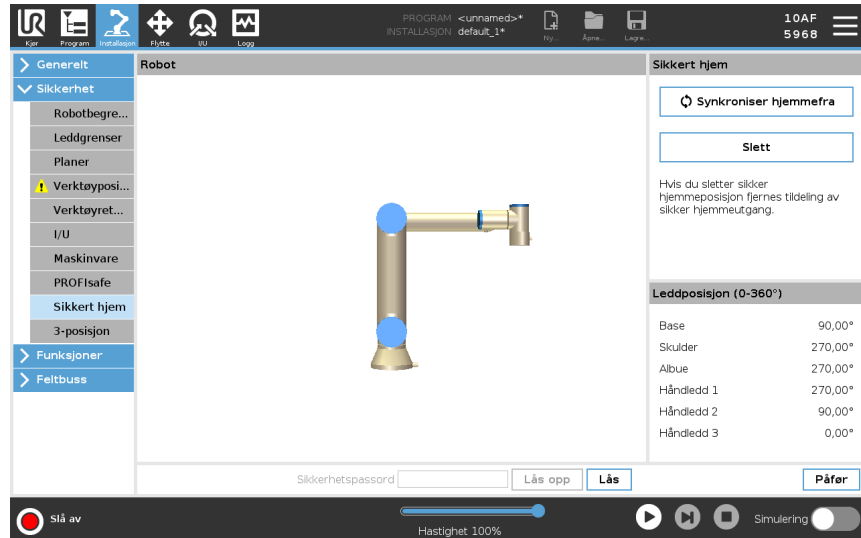 UR
Kjør
Program
Installasjon
Flytte
I/U
Logg
PROGRAM <unnamed>*
INSTALLASJON default_1*
Ny...
Åpne...
Lagre...
10AF
5968
Generelt
Sikkerhet
Robotbegre...
Leddgrenser
Planer
Verktøyposi...
Verktøyret...
I/U
Maskinvare
PROFIsafe
Sikkert hjem
3-posisjon
Funksjoner
Feltbuss
Robot
Sikkert hjem
Synkroniser hjemmefra
Slett
Hvis du sletter sikker
hjemmeposisjon fjernes tildeling av
sikker hjemmeutgang.
Leddposisjon (0-360°)
Base 90,00°
Skulder 270,00°
Albue 270,00°
Håndledd 1 270,00°
Håndledd 2 90,00°
Håndledd 3 0,00°
Sikkerhetspassord
Lås opp
Lås
Påfør
Slå av
Hastighet 100%
Simulering